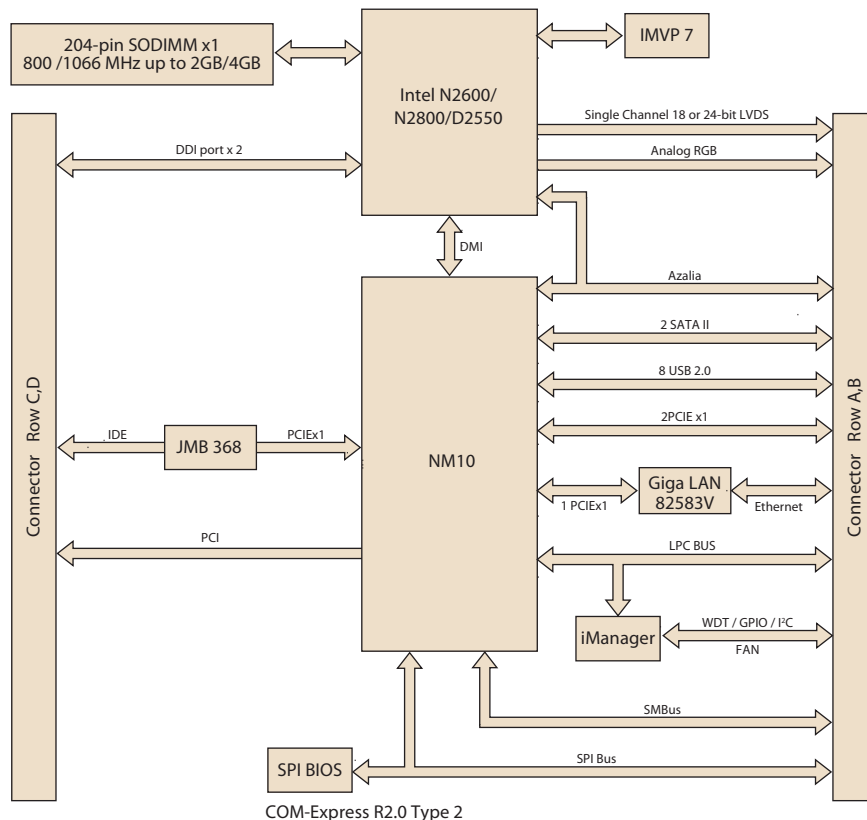 204-pin SODIMM x1
800 /1066 MHz up to 2GB/4GB
Intel N2600/
N2800/D2550
IMVP 7
Single Channel 18 or 24-bit LVDS
DDI port x 2
Analog RGB
DMI
Azalia
2 SATA II
8 USB 2.0
2PCIE x1
Connector Row C,D
Connector Row A,B
IDE
JMB 368
PCIEx1
NM10
1 PCIEx1
Giga LAN
82583V
Ethernet
PCI
LPC BUS
iManager
WDT / GPIO / I²C
FAN
SMBus
SPI BIOS
SPI Bus
COM-Express R2.0 Type 2